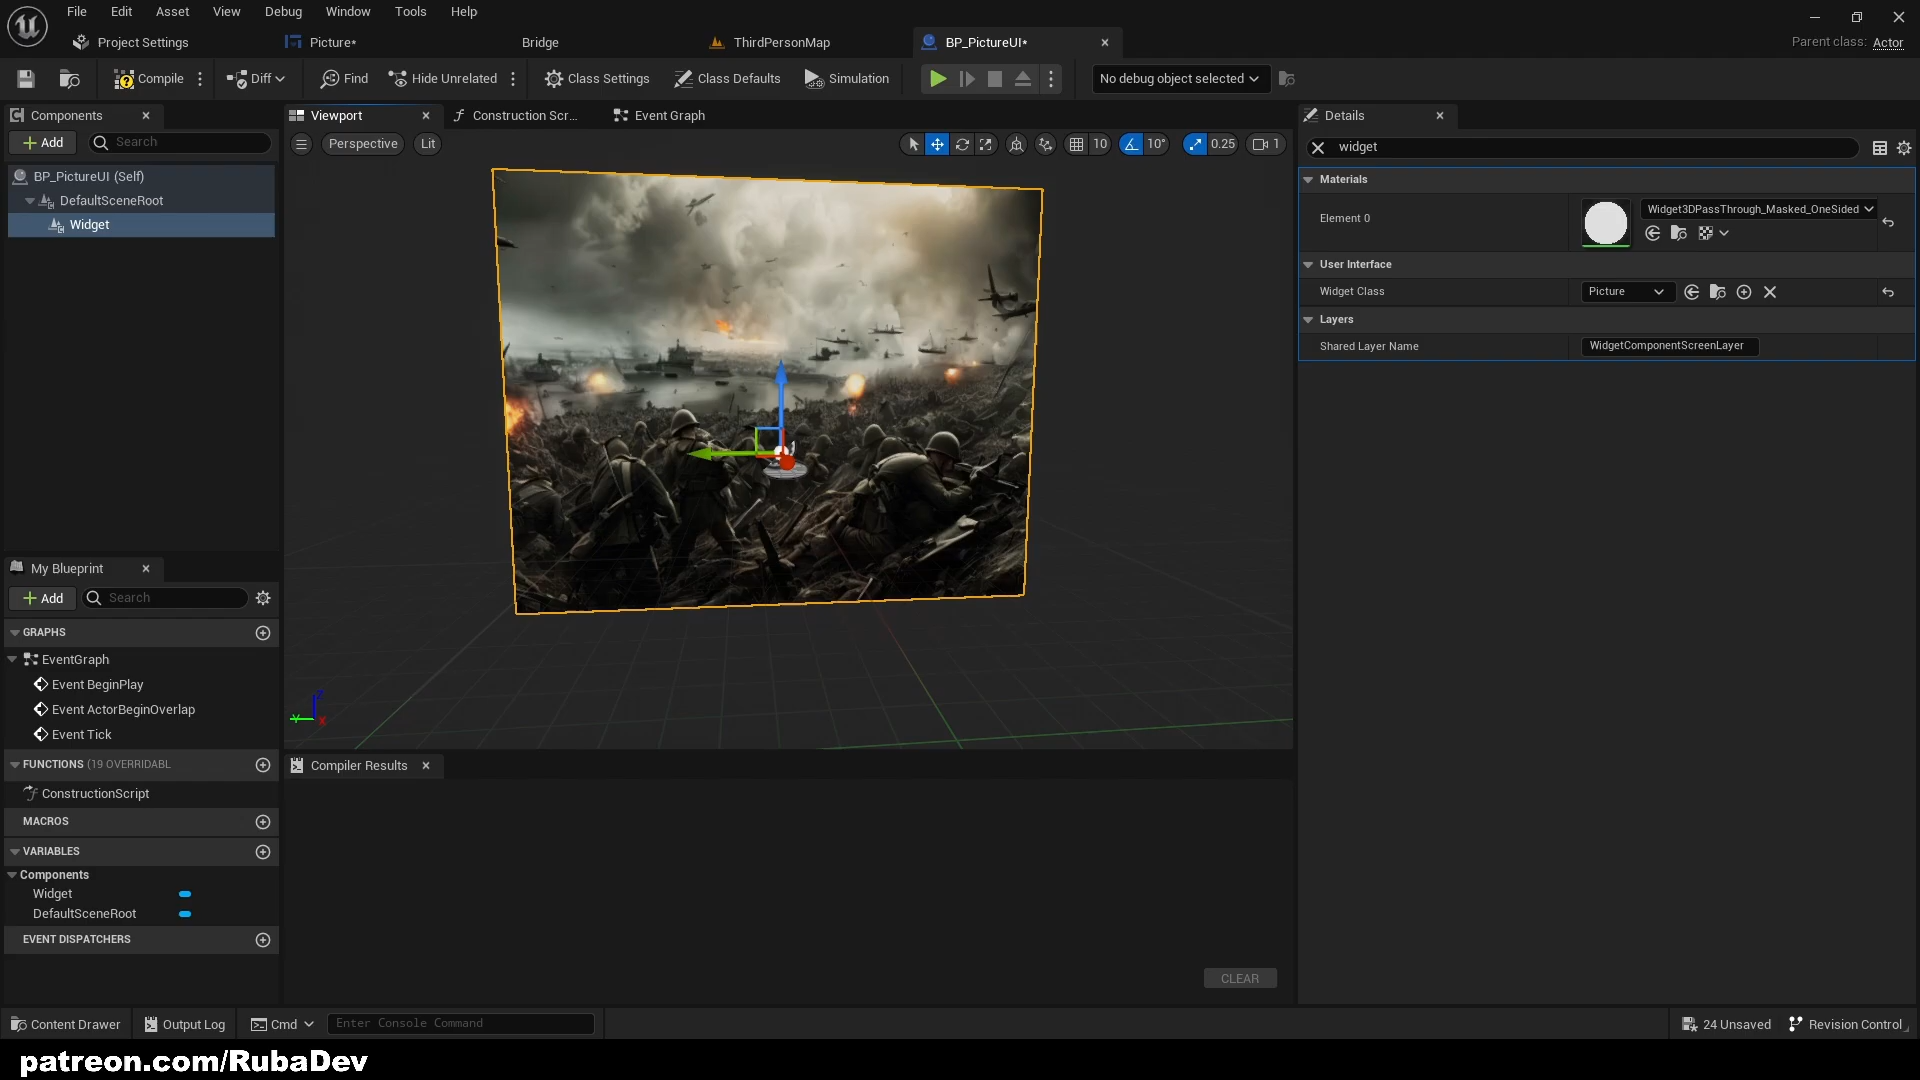 File Edit Asset View Debug Window Tools Help
Project Settings Picture* Bridge ThirdPersonMap BP_PictureUI* Parent class: Actor
Compile Diff Find Hide Unrelated Class Settings Class Defaults Simulation No debug object selected
Components
Add Search
BP_PictureUI (Self)
DefaultSceneRoot
Widget
My Blueprint
Add Search
GRAPHS
EventGraph
Event BeginPlay
Event ActorBeginOverlap
Event Tick
FUNCTIONS (19 OVERRIDABL
ConstructionScript
MACROS
VARIABLES
Components
Widget
DefaultSceneRoot
EVENT DISPATCHERS
Viewport Construction Scr... Event Graph
Perspective Lit 10 10° 0.25 1
Z
Y X
Compiler Results
CLEAR
Details
widget
Materials
Element 0 Widget3DPassThrough_Masked_OneSided
User Interface
Widget Class Picture
Layers
Shared Layer Name WidgetComponentScreenLayer
Content Drawer Output Log Cmd Enter Console Command 24 Unsaved Revision Control
patreon.com/RubaDev